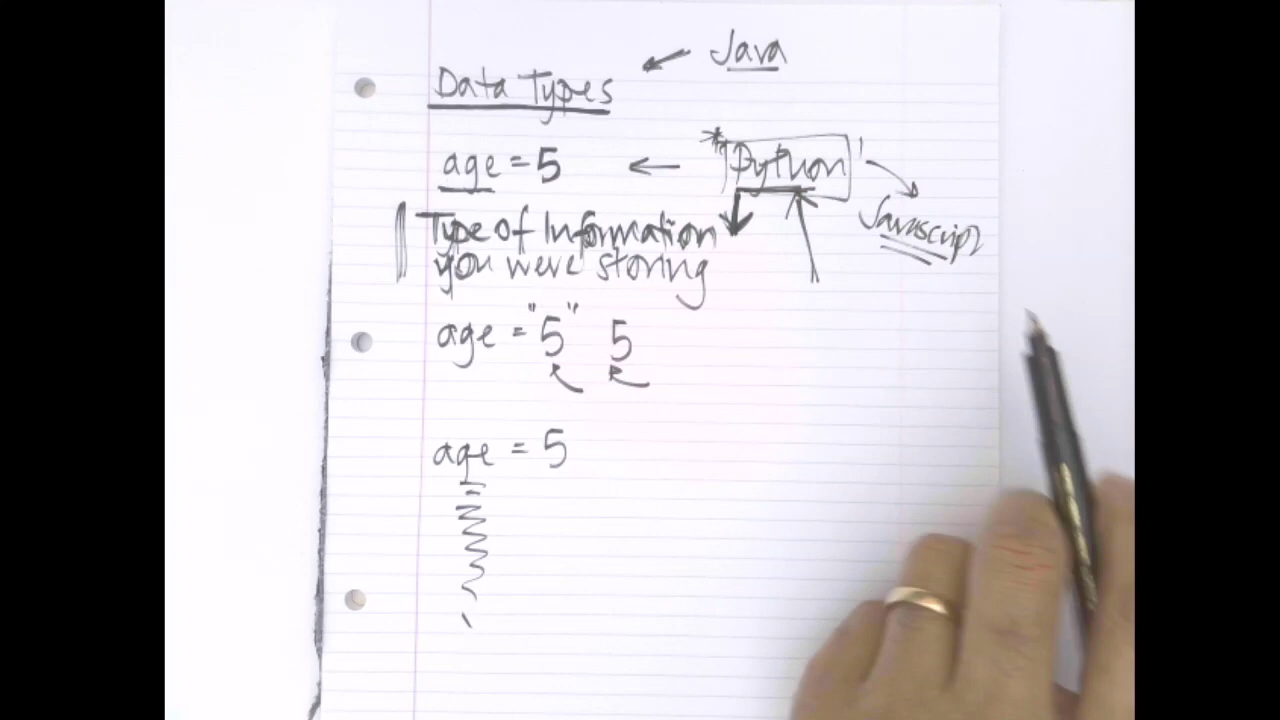 Java
Data Types
age = 5
Python
Javascript
Type of Information
you were storing
age = "5" 5
age = 5